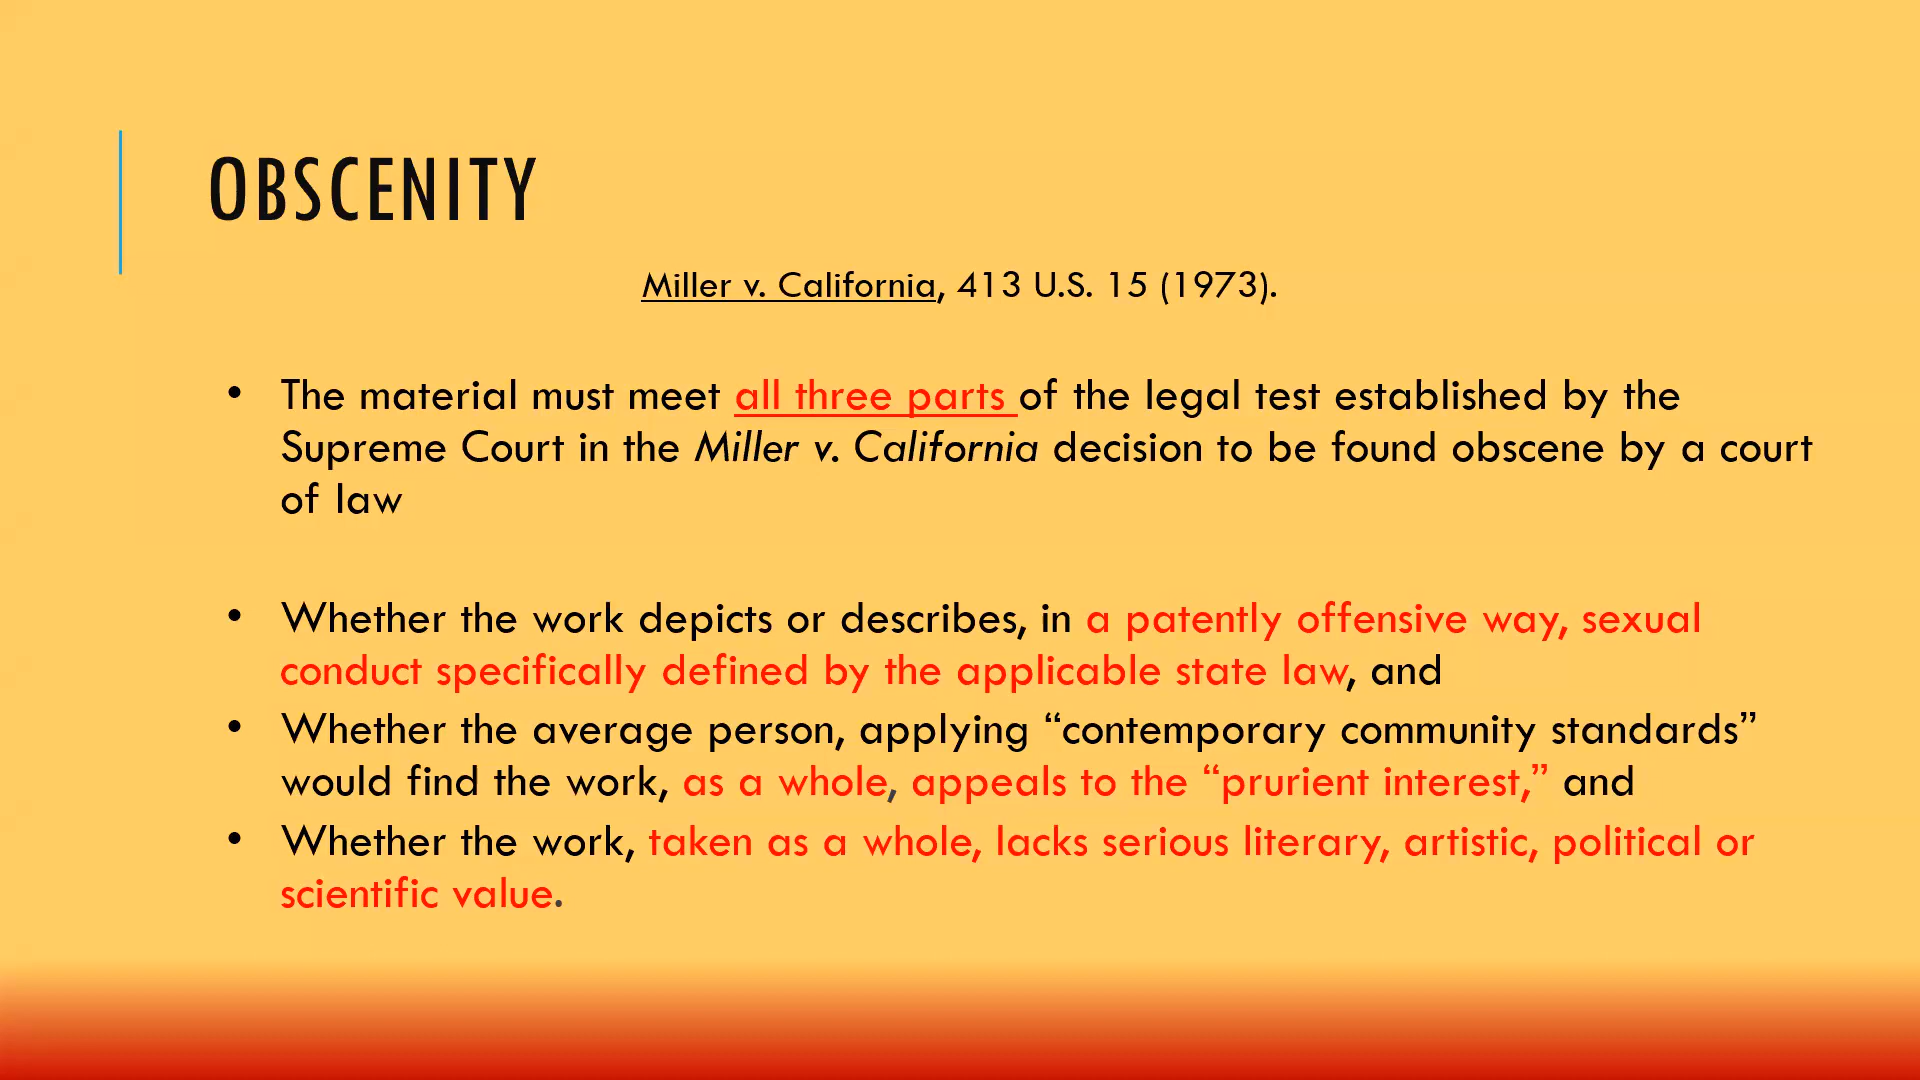 OBSCENITY
Miller v. California, 413 U.S. 15 (1973).
• The material must meet all three parts of the legal test established by the
Supreme Court in the Miller v. California decision to be found obscene by a court
of law
• Whether the work depicts or describes, in a patently offensive way, sexual
conduct specifically defined by the applicable state law, and
• Whether the average person, applying “contemporary community standards”
would find the work, as a whole, appeals to the “prurient interest,” and
• Whether the work, taken as a whole, lacks serious literary, artistic, political or
scientific value.